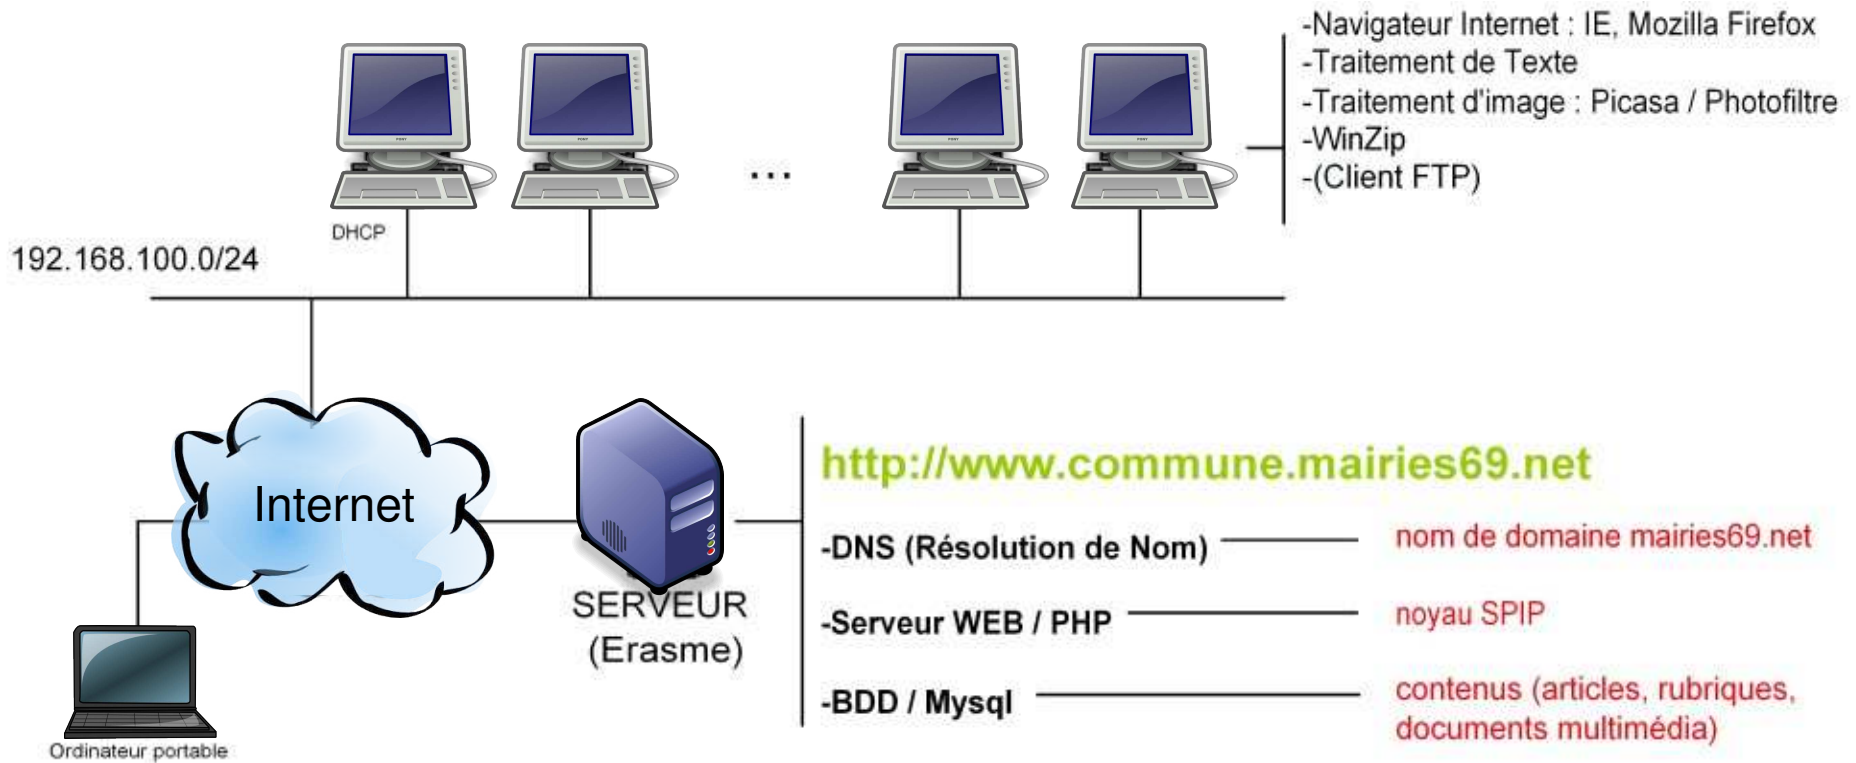 -Navigateur Internet : IE, Mozilla Firefox
-Traitement de Texte
-Traitement d'image : Picasa / Photofiltre
-WinZip
-(Client FTP)
...
DHCP
192.168.100.0/24
Internet
SERVEUR
(Erasme)
Ordinateur portable
http://www.commune.mairies69.net
-DNS (Résolution de Nom)
nom de domaine mairies69.net
-Serveur WEB / PHP
noyau SPIP
-BDD / Mysql
contenus (articles, rubriques,
documents multimédia)